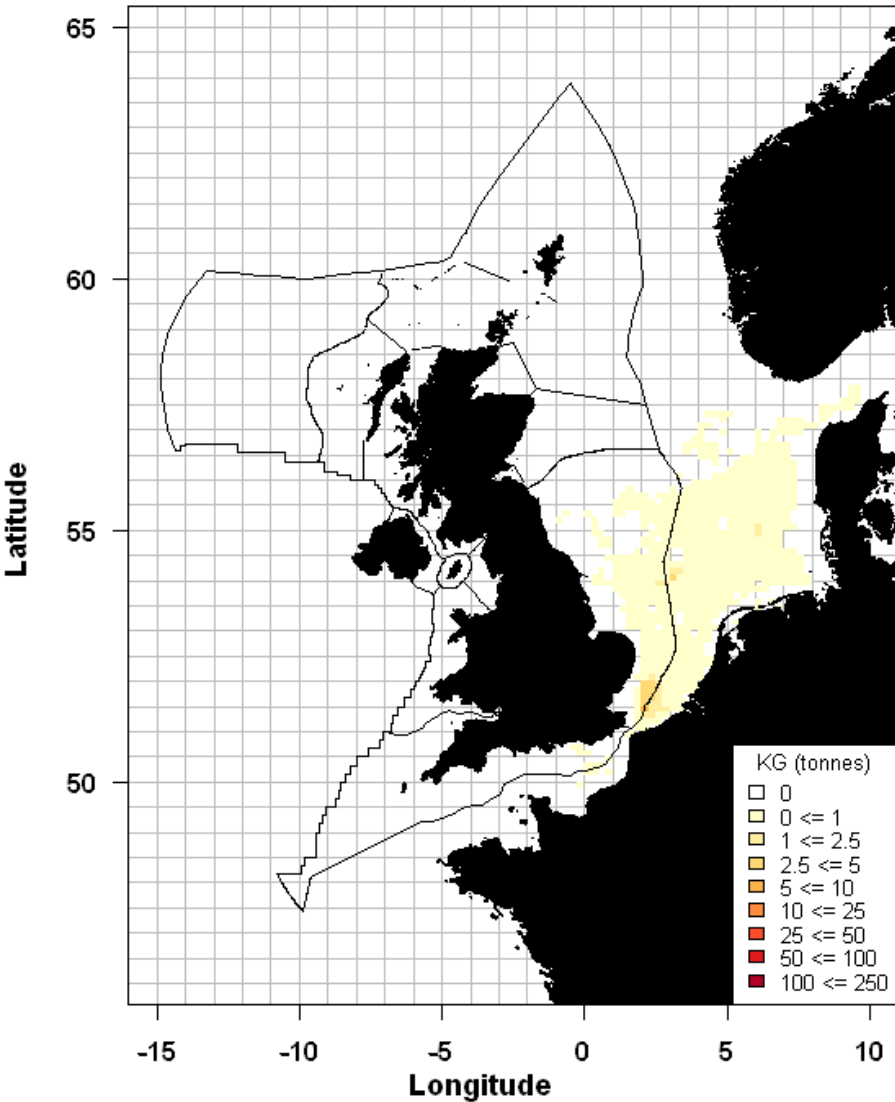 65
60
55
50
Latitude
KG (tonnes)
0
0 <= 1
1 <= 2.5
2.5 <= 5
5 <= 10
10 <= 25
25 <= 50
50 <= 100
100 <= 250
-15 -10 -5 0 5 10
Longitude